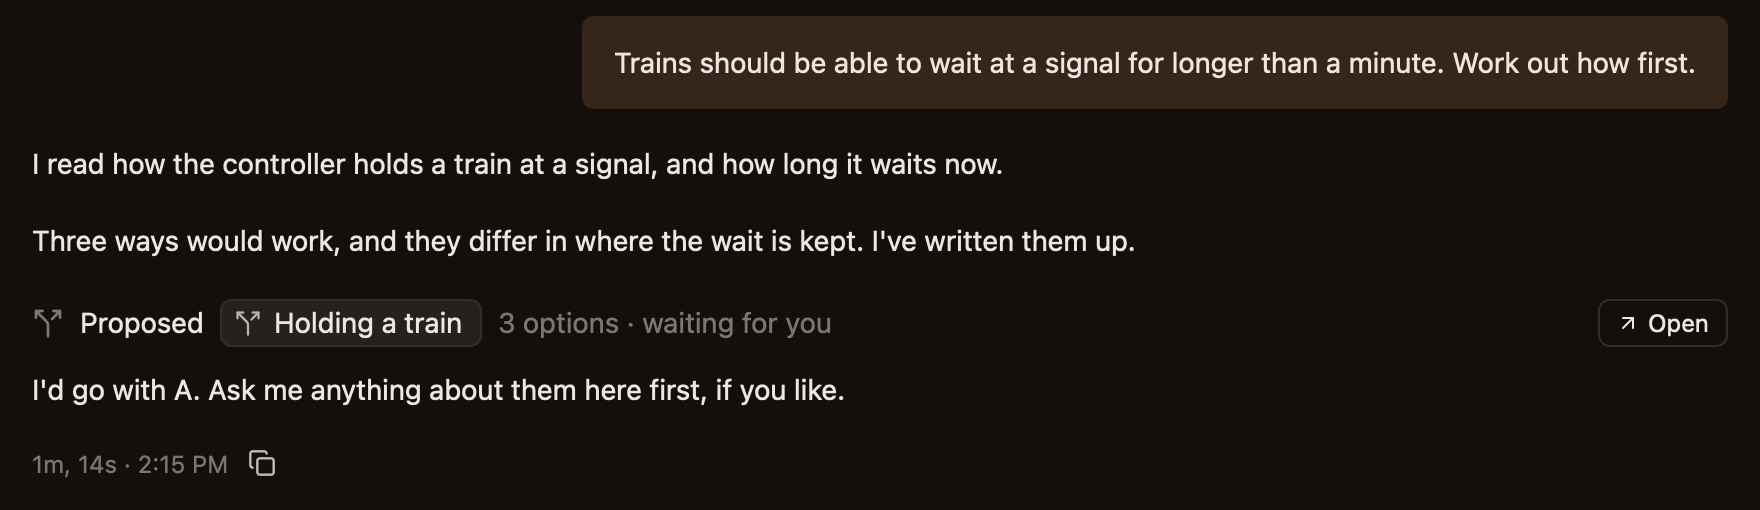 Trains should be able to wait at a signal for longer than a minute. Work out how first.
I read how the controller holds a train at a signal, and how long it waits now.
Three ways would work, and they differ in where the wait is kept. I've written them up.
Proposed Holding a train 3 options · waiting for you Open
I'd go with A. Ask me anything about them here first, if you like.
1m, 14s · 2:15 PM